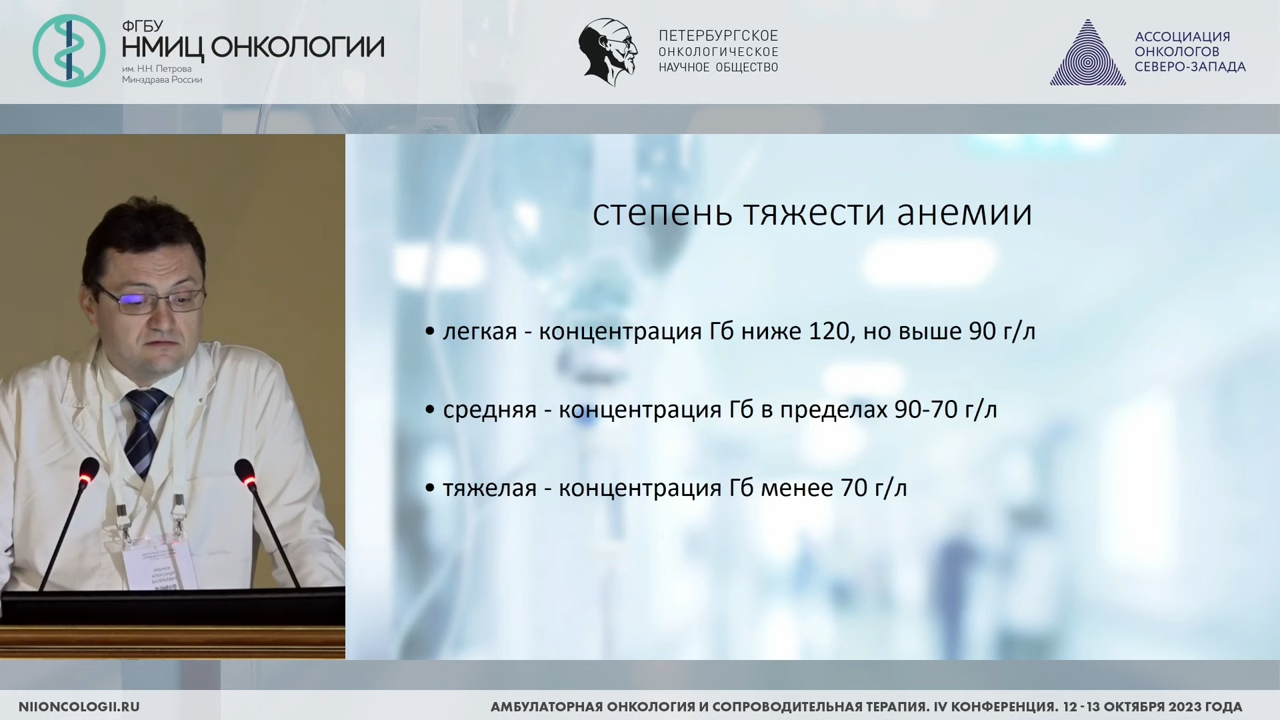 ФГБУ
НМИЦ ОНКОЛОГИИ
им. Н.Н. Петрова
Минздрава России
ПЕТЕРБУРГСКОЕ
ОНКОЛОГИЧЕСКОЕ
НАУЧНОЕ ОБЩЕСТВО
АССОЦИАЦИЯ
ОНКОЛОГОВ
СЕВЕРО-ЗАПАДА
степень тяжести анемии
• легкая - концентрация Гб ниже 120, но выше 90 г/л
• средняя - концентрация Гб в пределах 90-70 г/л
• тяжелая - концентрация Гб менее 70 г/л
NIIONCOLOGII.RU
АМБУЛАТОРНАЯ ОНКОЛОГИЯ И СОПРОВОДИТЕЛЬНАЯ ТЕРАПИЯ. IV КОНФЕРЕНЦИЯ. 12 - 13 ОКТЯБРЯ 2023 ГОДА